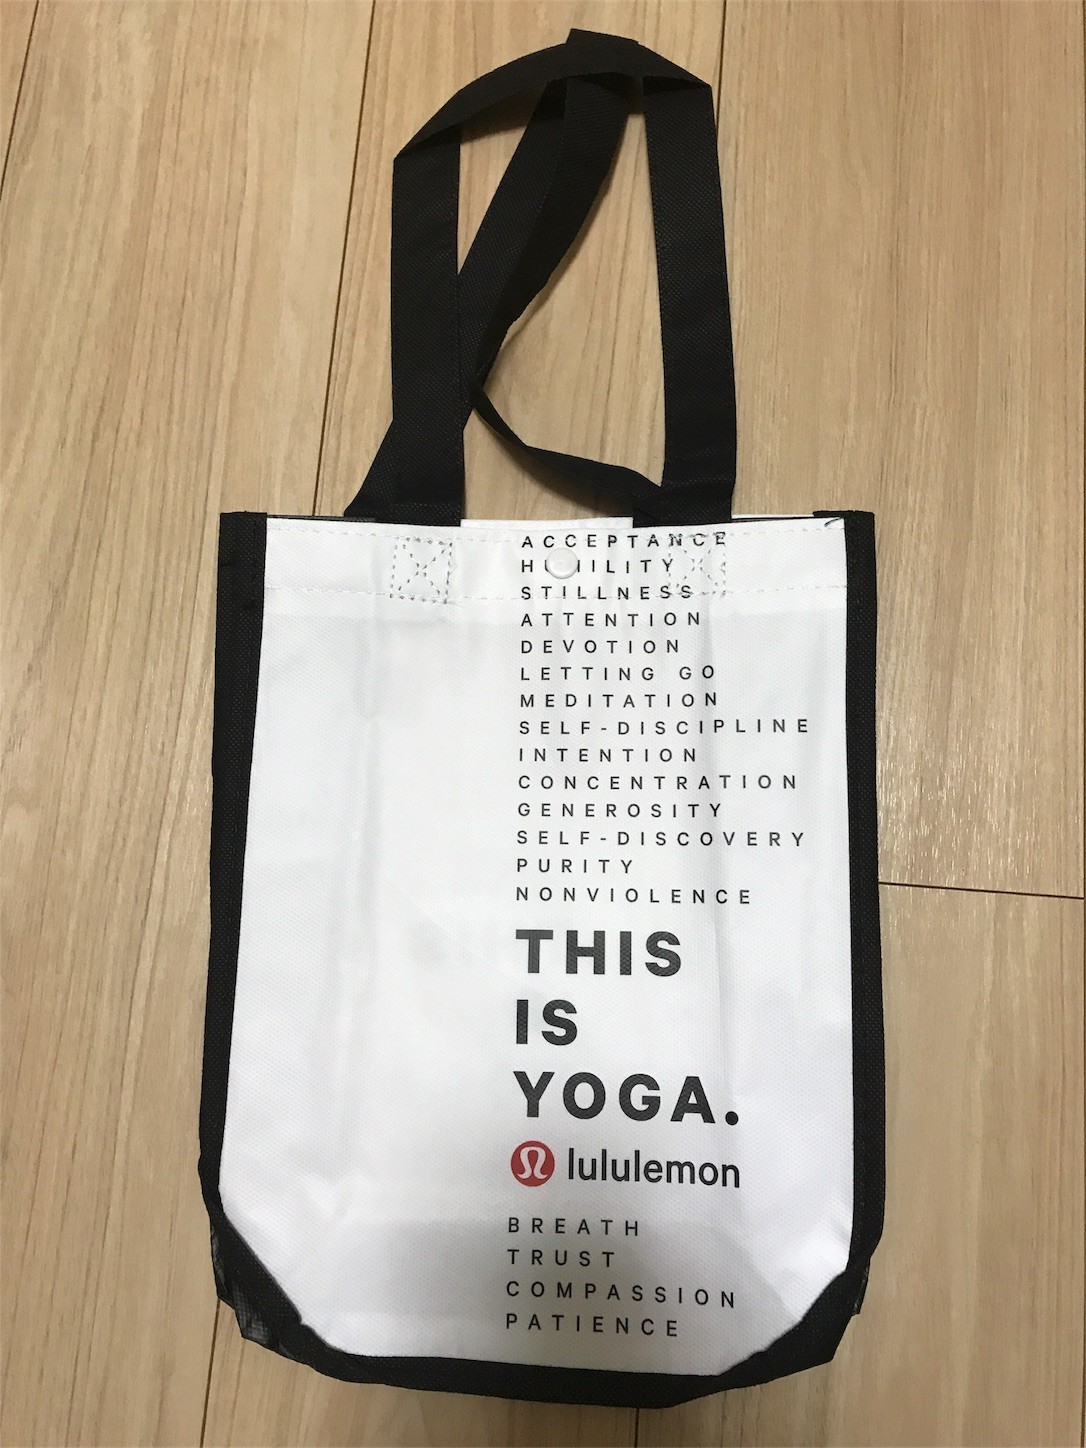 ACCEPTANCE
HUMILITY
STILLNESS
ATTENTION
DEVOTION
LETTING GO
MEDITATION
SELF-DISCIPLINE
INTENTION
CONCENTRATION
GENEROSITY
SELF-DISCOVERY
PURITY
NONVIOLENCE
THIS
IS
YOGA.
lululemon
BREATH
TRUST
COMPASSION
PATIENCE